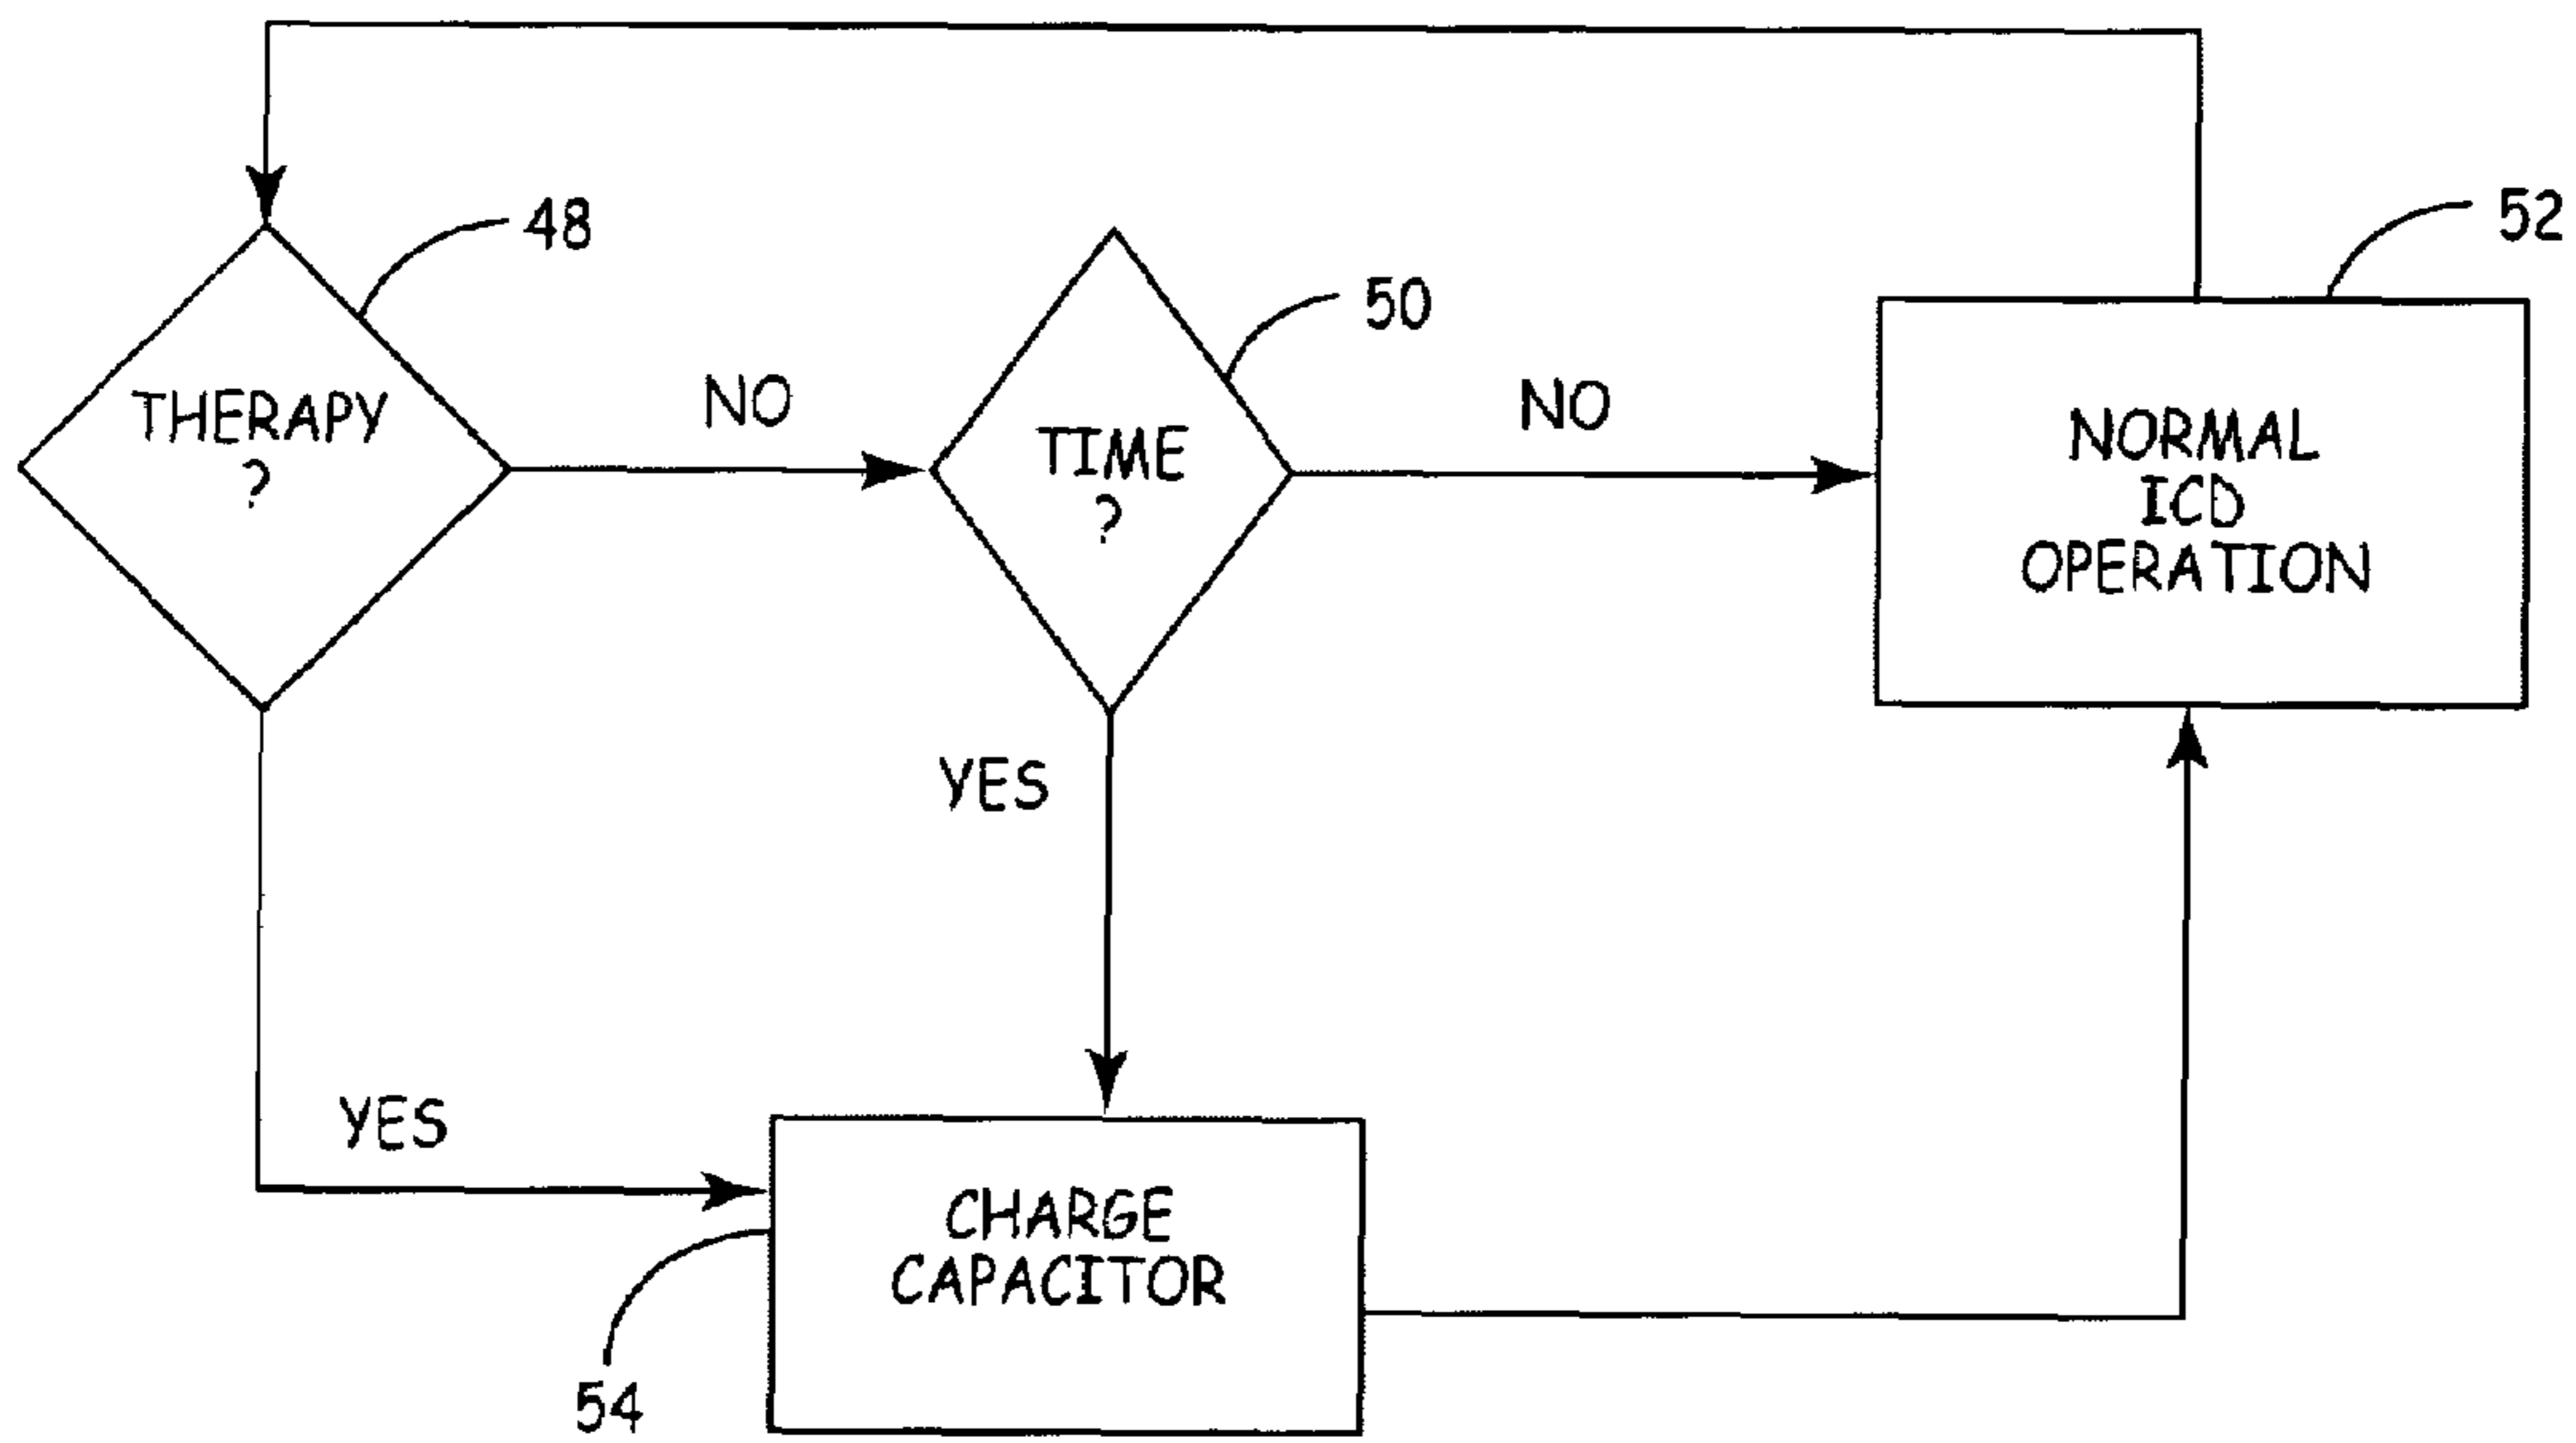 48
52
50
THERAPY
?
NO
TIME
?
NO
NORMAL
ICD
OPERATION
YES
YES
CHARGE
CAPACITOR
54